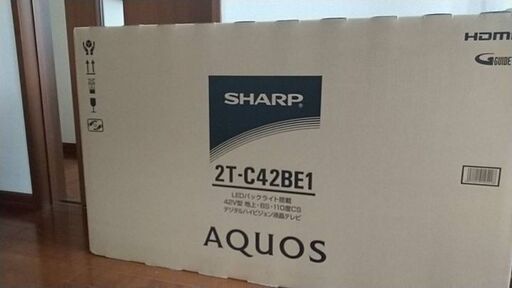 HDMI
G GUIDE
SHARP
2T-C42BE1
LEDバックライト搭載
42V型 地上・BS・110度CS
デジタルハイビジョン液晶テレビ
AQUOS